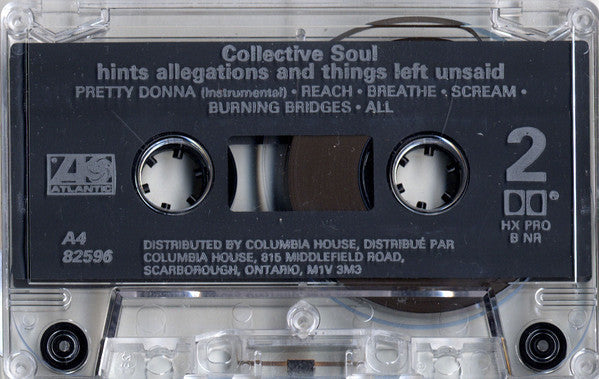 Collective Soul
hints allegations and things left unsaid
PRETTY DONNA (Instrumental) • REACH • BREATHE • SCREAM •
BURNING BRIDGES • ALL
ATLANTIC
2
HX PRO
B NR
A4
82596
DISTRIBUTED BY COLUMBIA HOUSE, DISTRIBUÉ PAR
COLUMBIA HOUSE, 815 MIDDLEFIELD ROAD,
SCARBOROUGH, ONTARIO, M1V 3M3